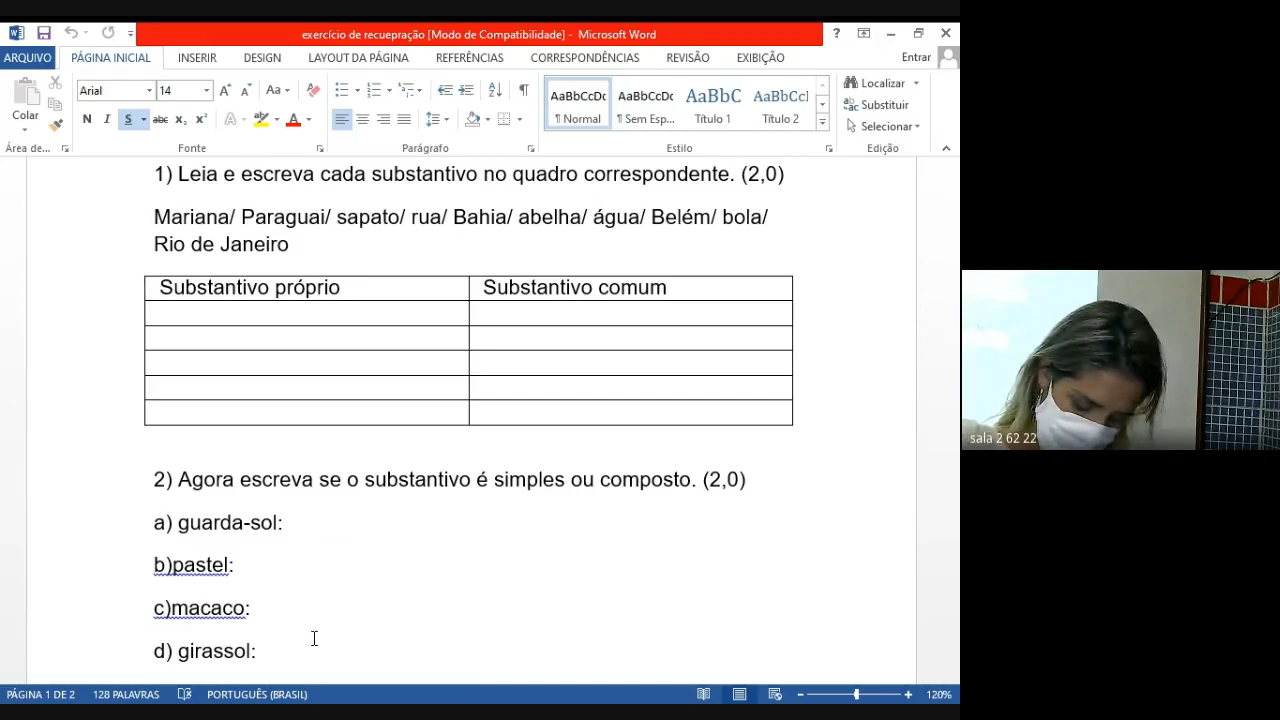 exercício de recuepração [Modo de Compatibilidade] - Microsoft Word
?
ARQUIVO PÁGINA INICIAL INSERIR DESIGN LAYOUT DA PÁGINA REFERÊNCIAS CORRESPONDÊNCIAS REVISÃO EXIBIÇÃO Entrar
Colar
Arial 14 A A Aa
N I S abc x₂ x² A A
AaBbCcDc AaBbCcDc AaBbC AaBbCcl
¶ Normal ¶ Sem Esp... Título 1 Título 2
Localizar
Substituir
Selecionar
Área de... Fonte Parágrafo Estilo Edição
1) Leia e escreva cada substantivo no quadro correspondente. (2,0)
Mariana/ Paraguai/ sapato/ rua/ Bahia/ abelha/ água/ Belém/ bola/
Rio de Janeiro
Substantivo próprio Substantivo comum
2) Agora escreva se o substantivo é simples ou composto. (2,0)
a) guarda-sol:
b)pastel:
c)macaco:
d) girassol:
sala 2 62 22
PÁGINA 1 DE 2 128 PALAVRAS PORTUGUÊS (BRASIL) 120%